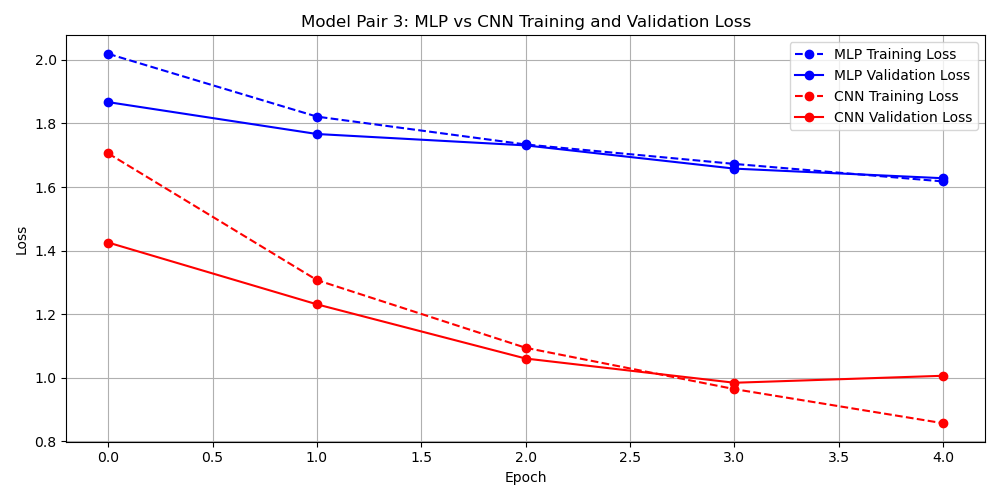 Model Pair 3: MLP vs CNN Training and Validation Loss
MLP Training Loss
MLP Validation Loss
CNN Training Loss
CNN Validation Loss
Loss
2.0
1.8
1.6
1.4
1.2
1.0
0.8
0.0 0.5 1.0 1.5 2.0 2.5 3.0 3.5 4.0
Epoch